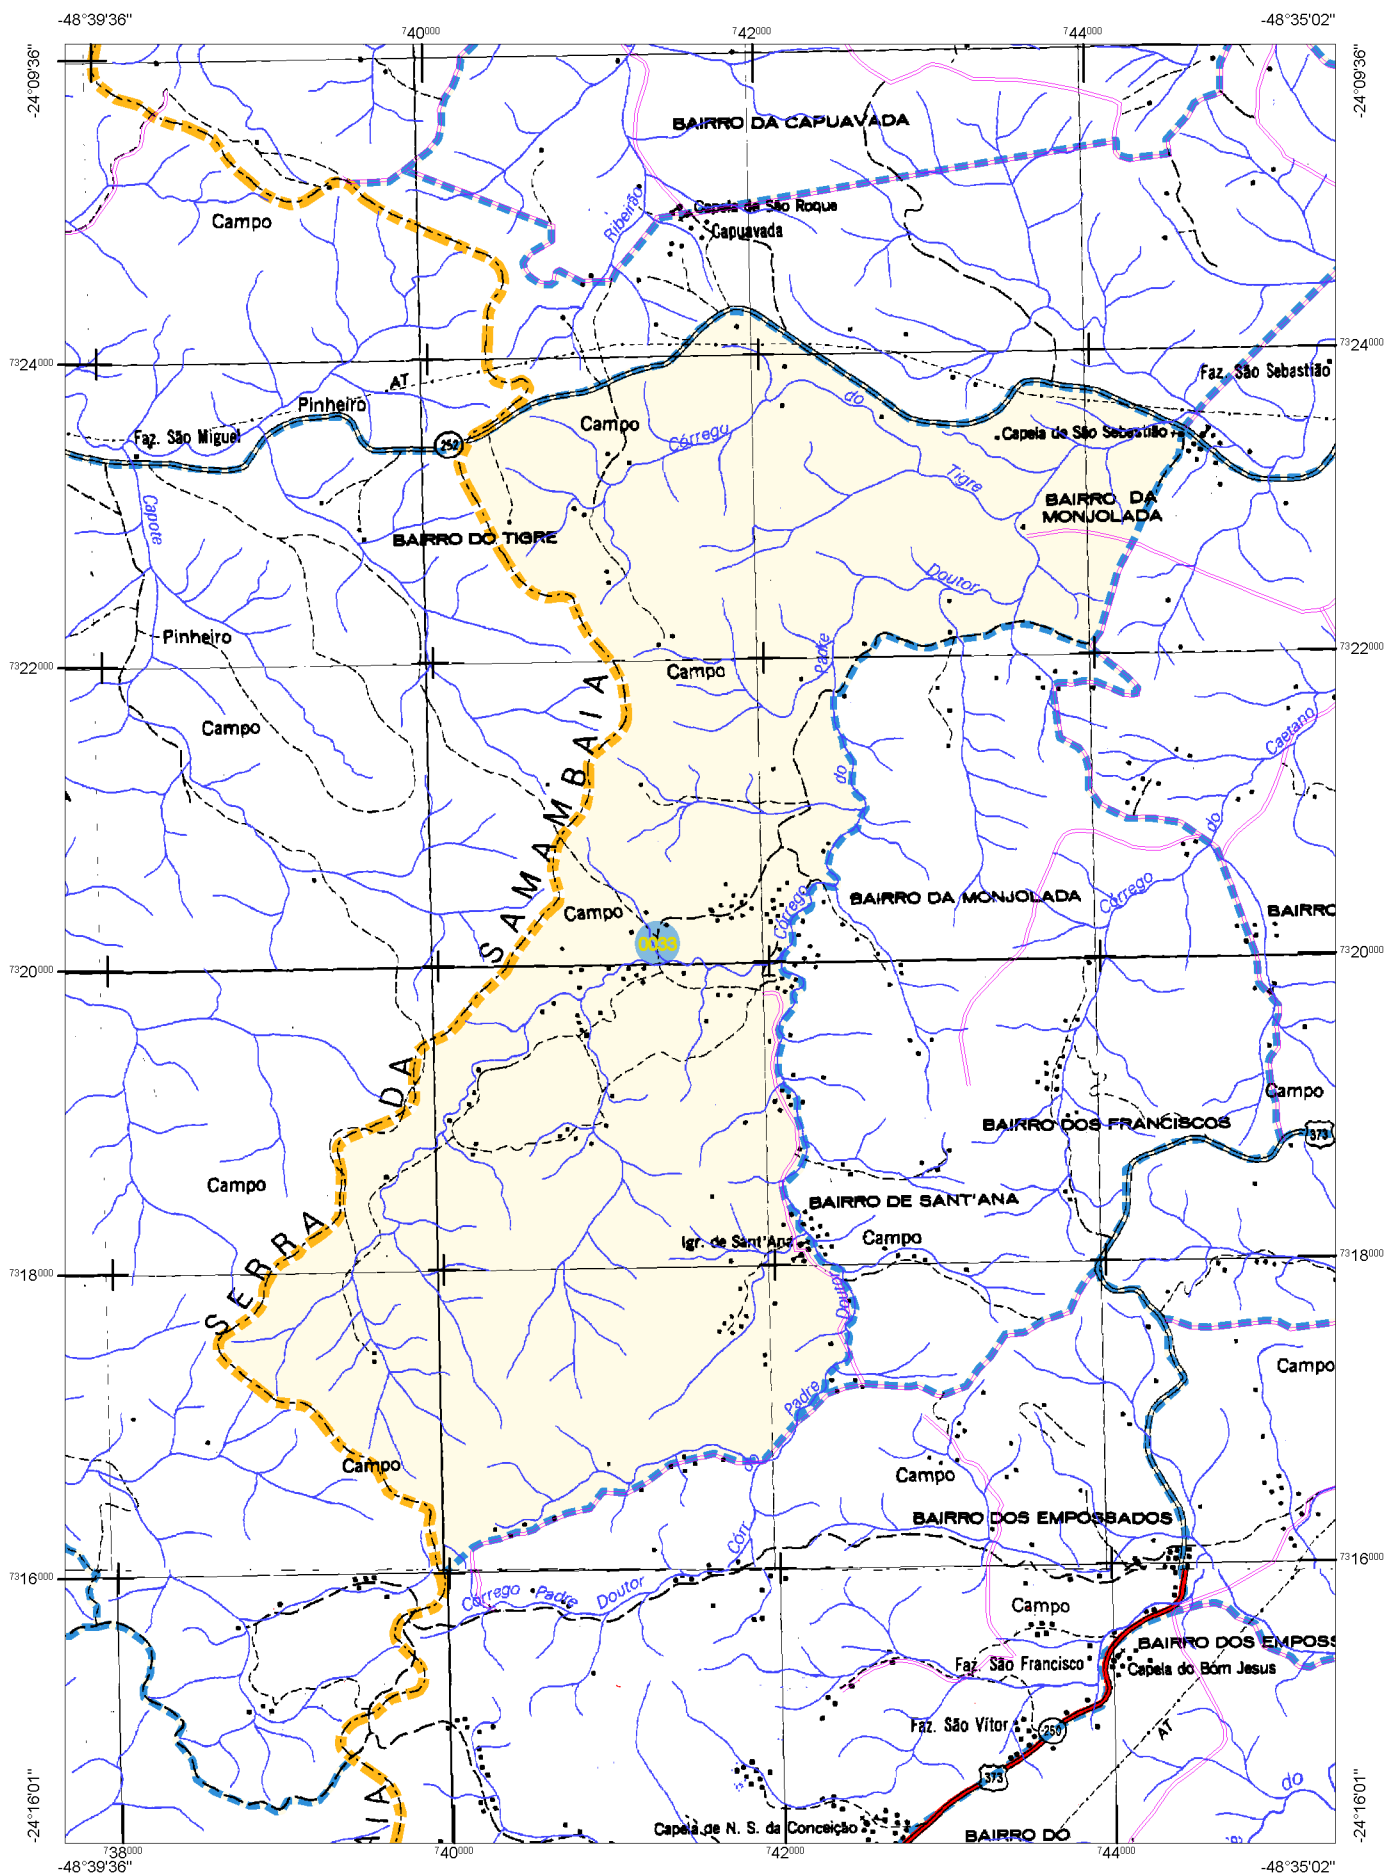 -48°39'36"
740000
742000
744000
-48°35'02"
-24°09'36"
-24°09'36"
BAIRRO DA CAPUAVADA
Ribeirão
Capela de São Roque
Campo
Capuavada
7324000
7324000
AT
Faz. São Sebastião
Pinheiro
do
Campo
Faz. São Miguel
252
Córrego
Capela de São Sebastião
Tigre
Capote
BAIRRO DA
MONJOLADA
BAIRRO DO TIGRE
Doutor
Pinheiro
Padre
7322000
7322000
Campo
SERRA DA SAMAMBAIA
Campo
Caetano
do
do
Córrego
Campo
BAIRRO DA MONJOLADA
Córrego
BAIRRO
0033
7320000
7320000
Campo
BAIRRO DOS FRANCISCOS
373
Campo
BAIRRO DE SANT'ANA
Igr. de Sant'Ana
Campo
7318000
7318000
Doutor
Campo
Padre
Campo
do
Campo
BAIRRO DOS EMPOSSADOS
Córr.
7316000
7316000
Córrego Padre Doutor
Campo
BAIRRO DOS EMPOSS
Faz. São Francisco
Capela do Bom Jesus
Faz. São Vítor
250
AT
373
do
IA
Capela de N. S. da Conceição
BAIRRO DO
-24°16'01"
-24°16'01"
738000
740000
742000
744000
-48°39'36"
-48°35'02"